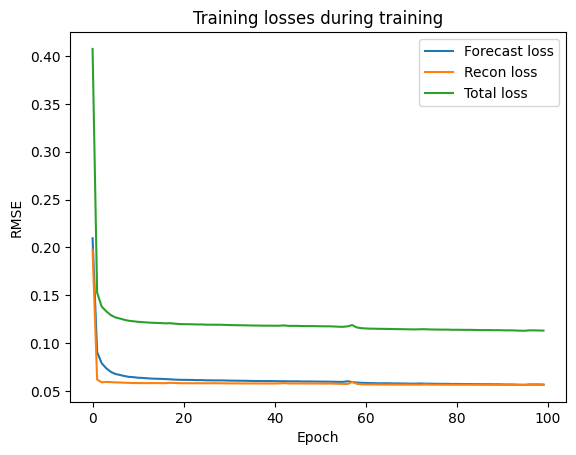 Training losses during training
Forecast loss
Recon loss
Total loss
0.40
0.35
0.30
0.25
0.20
0.15
0.10
0.05
RMSE
0 20 40 60 80 100
Epoch